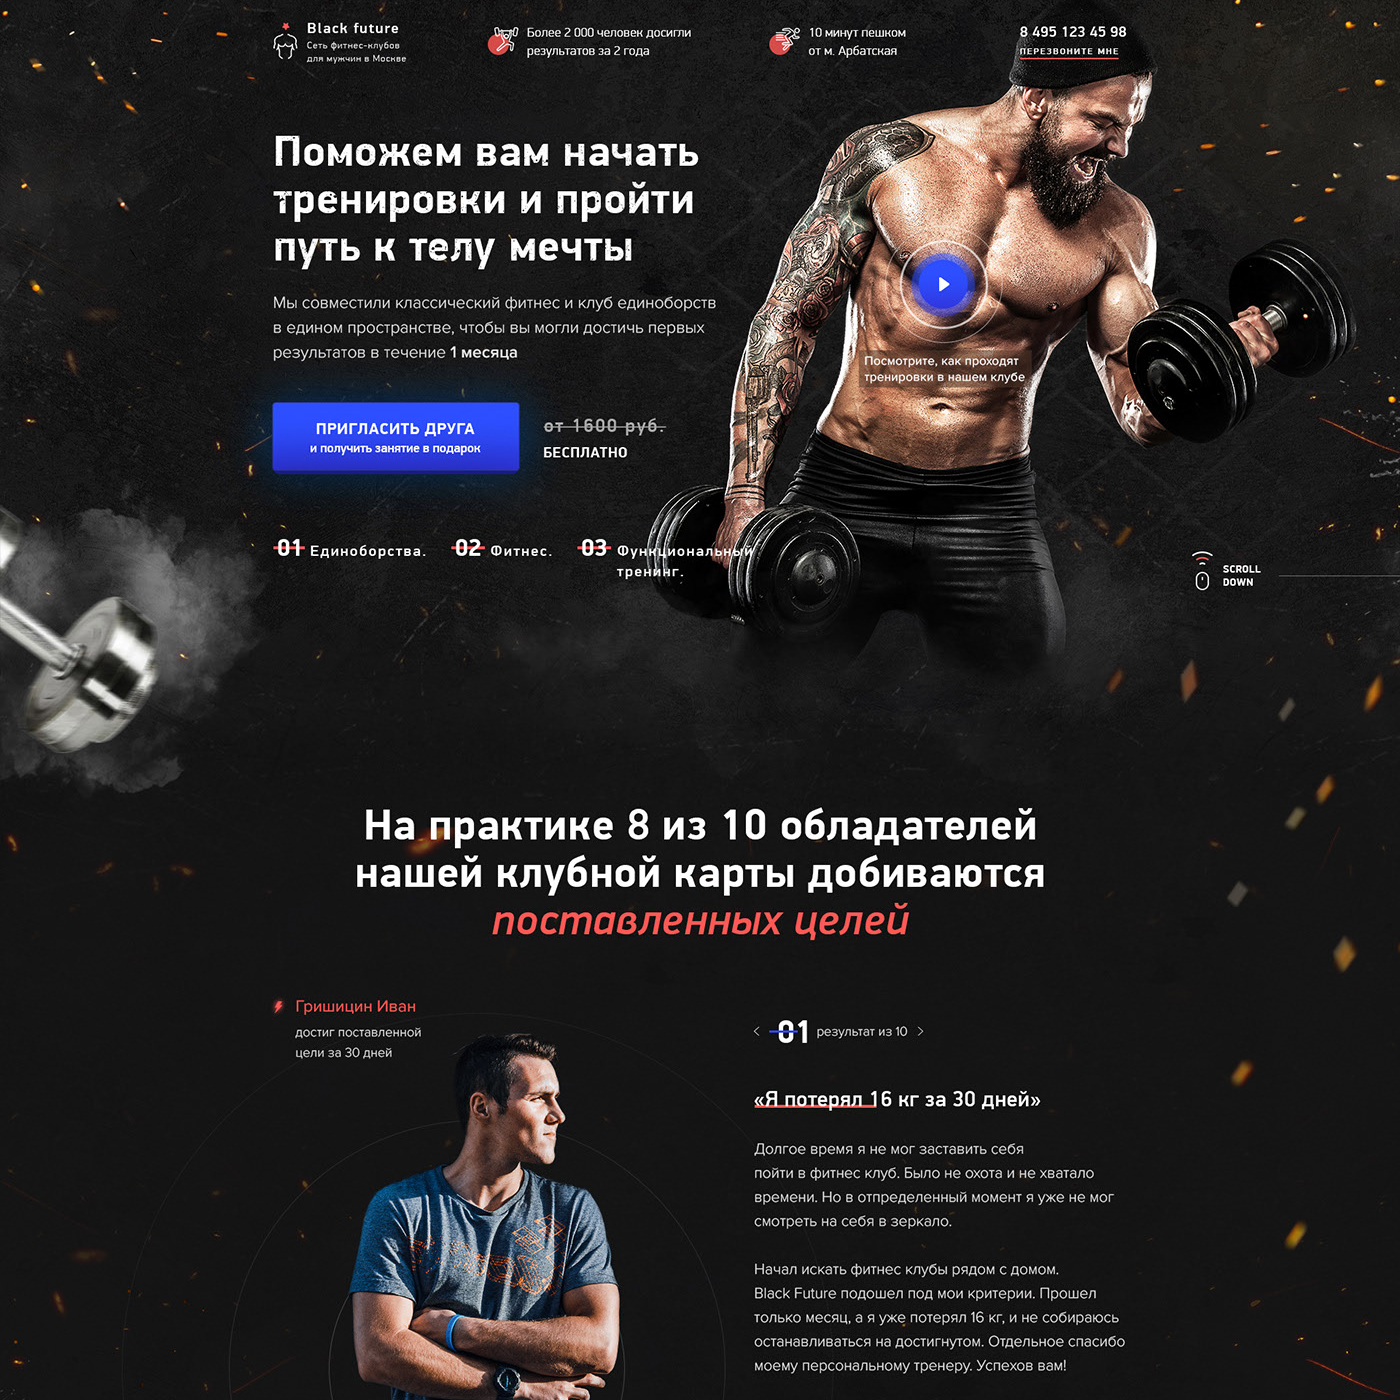 Black future
Сеть фитнес-клубов
для мужчин в Москве
Более 2 000 человек досигли
результатов за 2 года
10 минут пешком
от м. Арбатская
8 495 123 45 98
ПЕРЕЗВОНИТЕ МНЕ
Поможем вам начать
тренировки и пройти
путь к телу мечты
Мы совместили классический фитнес и клуб единоборств
в едином пространстве, чтобы вы могли достичь первых
результатов в течение 1 месяца
Посмотрите, как проходят
тренировки в нашем клубе
ПРИГЛАСИТЬ ДРУГА
и получить занятие в подарок
от 1600 руб.
БЕСПЛАТНО
01 Единоборства.
02 Фитнес.
03 Функциональный
тренинг.
SCROLL
DOWN
На практике 8 из 10 обладателей
нашей клубной карты добиваются
поставленных целей
Гришицин Иван
достиг поставленной
цели за 30 дней
01 результат из 10
«Я потерял 16 кг за 30 дней»
Долгое время я не мог заставить себя
пойти в фитнес клуб. Было не охота и не хватало
времени. Но в отпределенный момент я уже не мог
смотреть на себя в зеркало.
Начал искать фитнес клубы рядом с домом.
Black Future подошел под мои критерии. Прошел
только месяц, а я уже потерял 16 кг, и не собираюсь
останавливаться на достигнутом. Отдельное спасибо
моему персональному тренеру. Успехов вам!